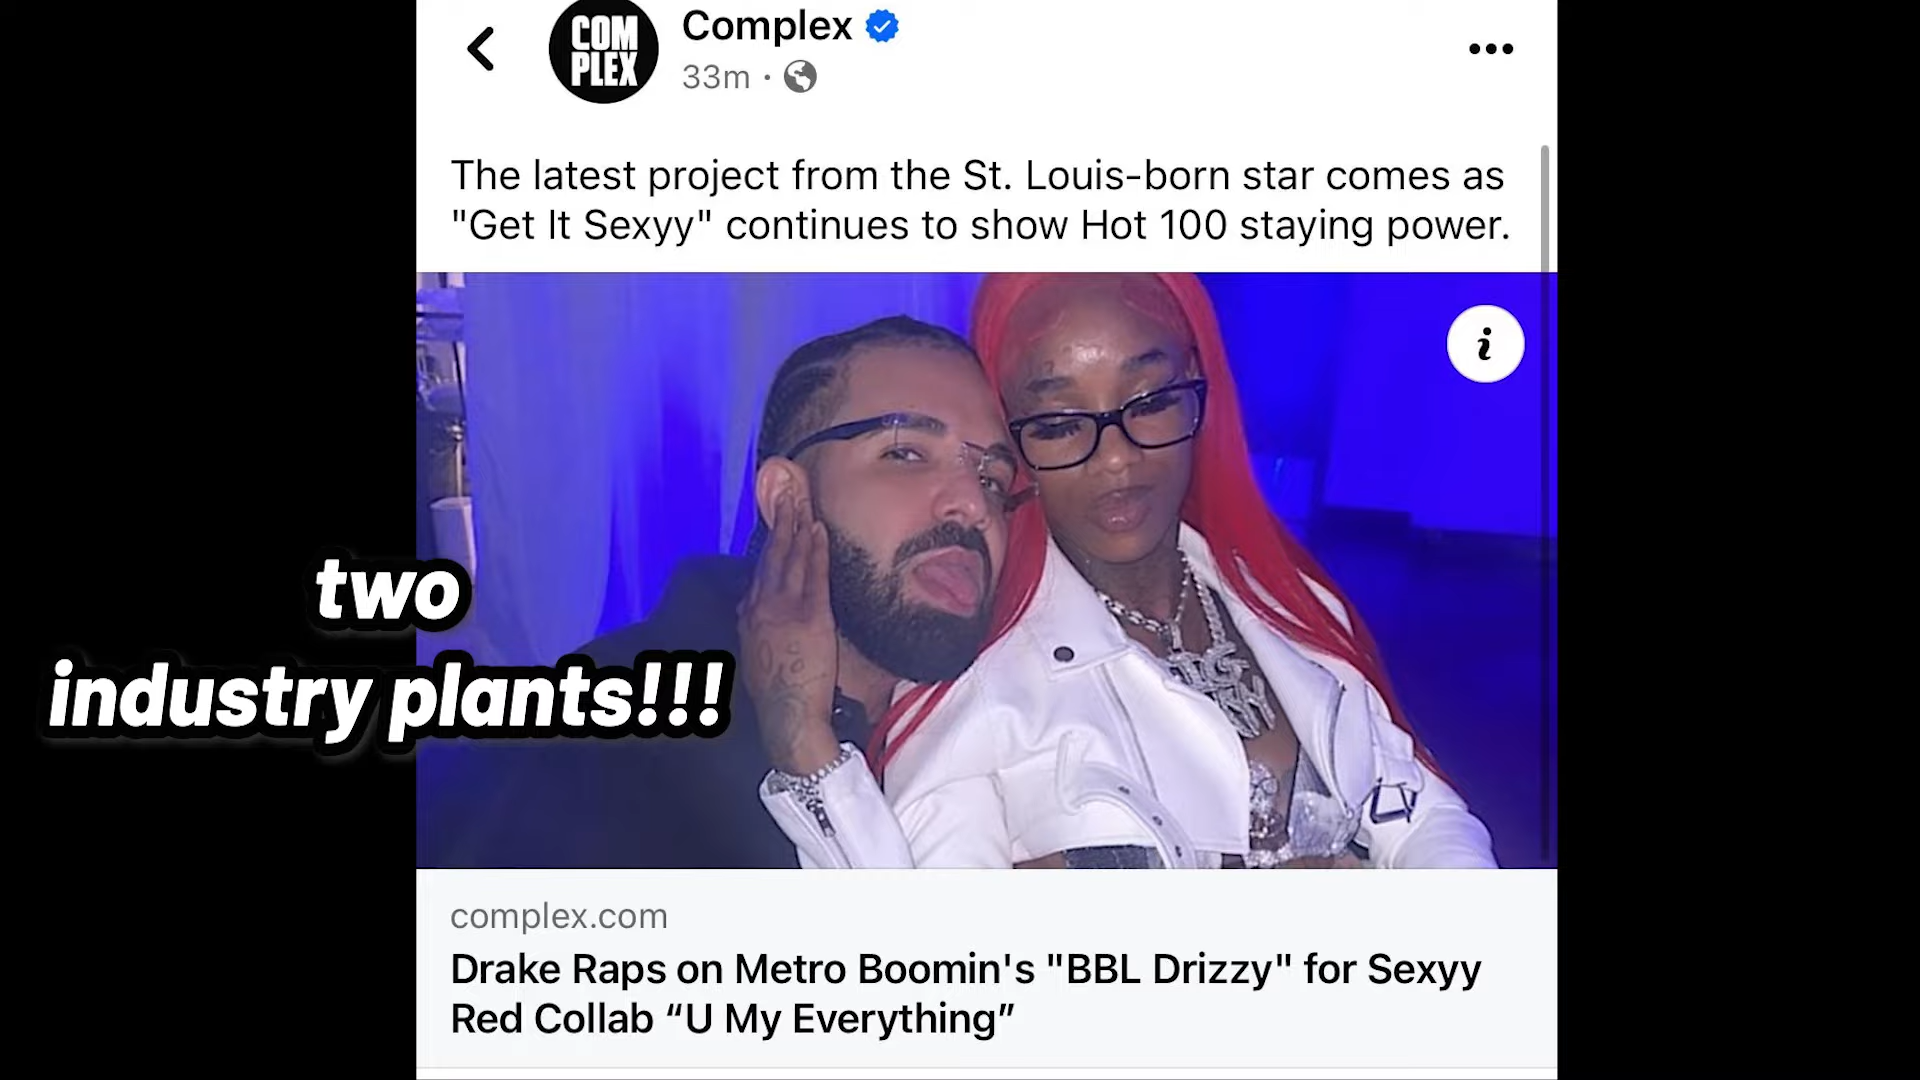 COM
PLEX
Complex
33m ·
The latest project from the St. Louis-born star comes as
"Get It Sexyy" continues to show Hot 100 staying power.
i
two
industry plants!!!
complex.com
Drake Raps on Metro Boomin's "BBL Drizzy" for Sexyy
Red Collab “U My Everything”